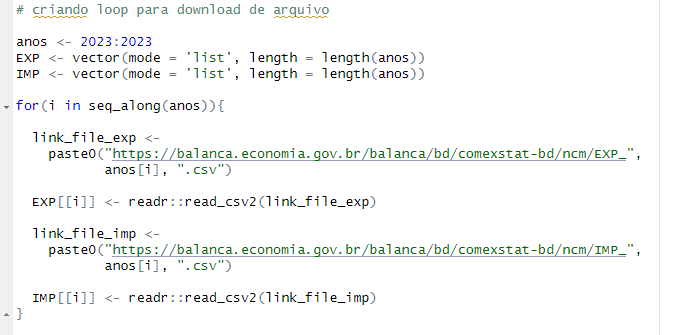 # criando loop para download de arquivo
anos <- 2023:2023
EXP <- vector(mode = 'list', length = length(anos))
IMP <- vector(mode = 'list', length = length(anos))
for(i in seq_along(anos)){
link_file_exp <-
paste0("https://balanca.economia.gov.br/balanca/bd/comexstat-bd/ncm/EXP_",
anos[i], ".csv")
EXP[[i]] <- readr::read_csv2(link_file_exp)
link_file_imp <-
paste0("https://balanca.economia.gov.br/balanca/bd/comexstat-bd/ncm/IMP_",
anos[i], ".csv")
IMP[[i]] <- readr::read_csv2(link_file_imp)
}